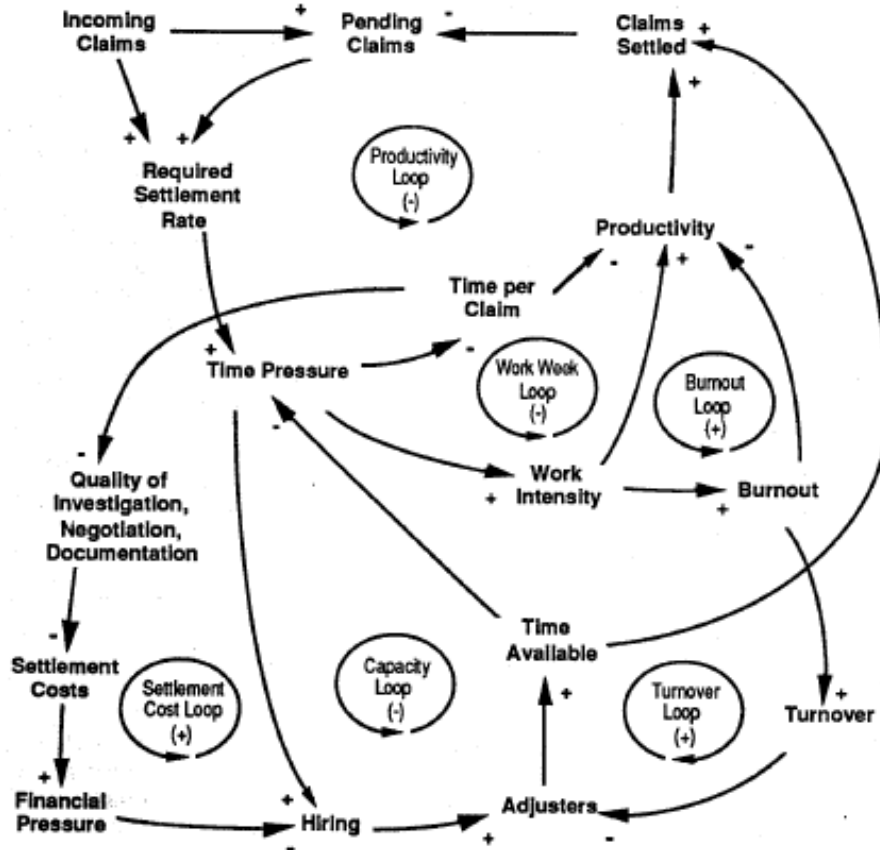 Incoming
Claims
+
Pending
Claims
-
Claims
Settled
+
+
+
+
Required
Settlement
Rate
Productivity
Loop
(-)
Productivity
-
+
-
Time per
Claim
-
+
Time Pressure
-
Work Week
Loop
(-)
Burnout
Loop
(+)
-
Quality of
Investigation,
Negotiation,
Documentation
+
Work
Intensity
+
Burnout
-
Settlement
Costs
Settlement
Cost Loop
(+)
Capacity
Loop
(-)
Time
Available
+
Turnover
Loop
(+)
+
Turnover
+
Financial
Pressure
+
-
Hiring
+
Adjusters
-